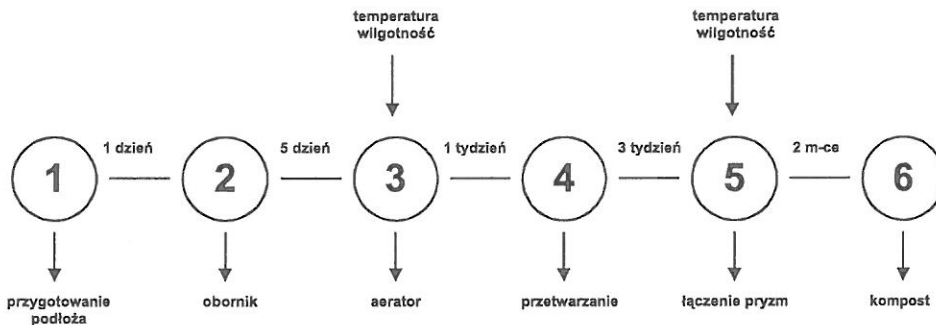 temperatura
wilgotność
temperatura
wilgotność
1 dzień
5 dzień
1 tydzień
3 tydzień
2 m-ce
1
2
3
4
5
6
przygotowanie
podłoża
obornik
aerator
przetwarzanie
łączenie pryzm
kompost